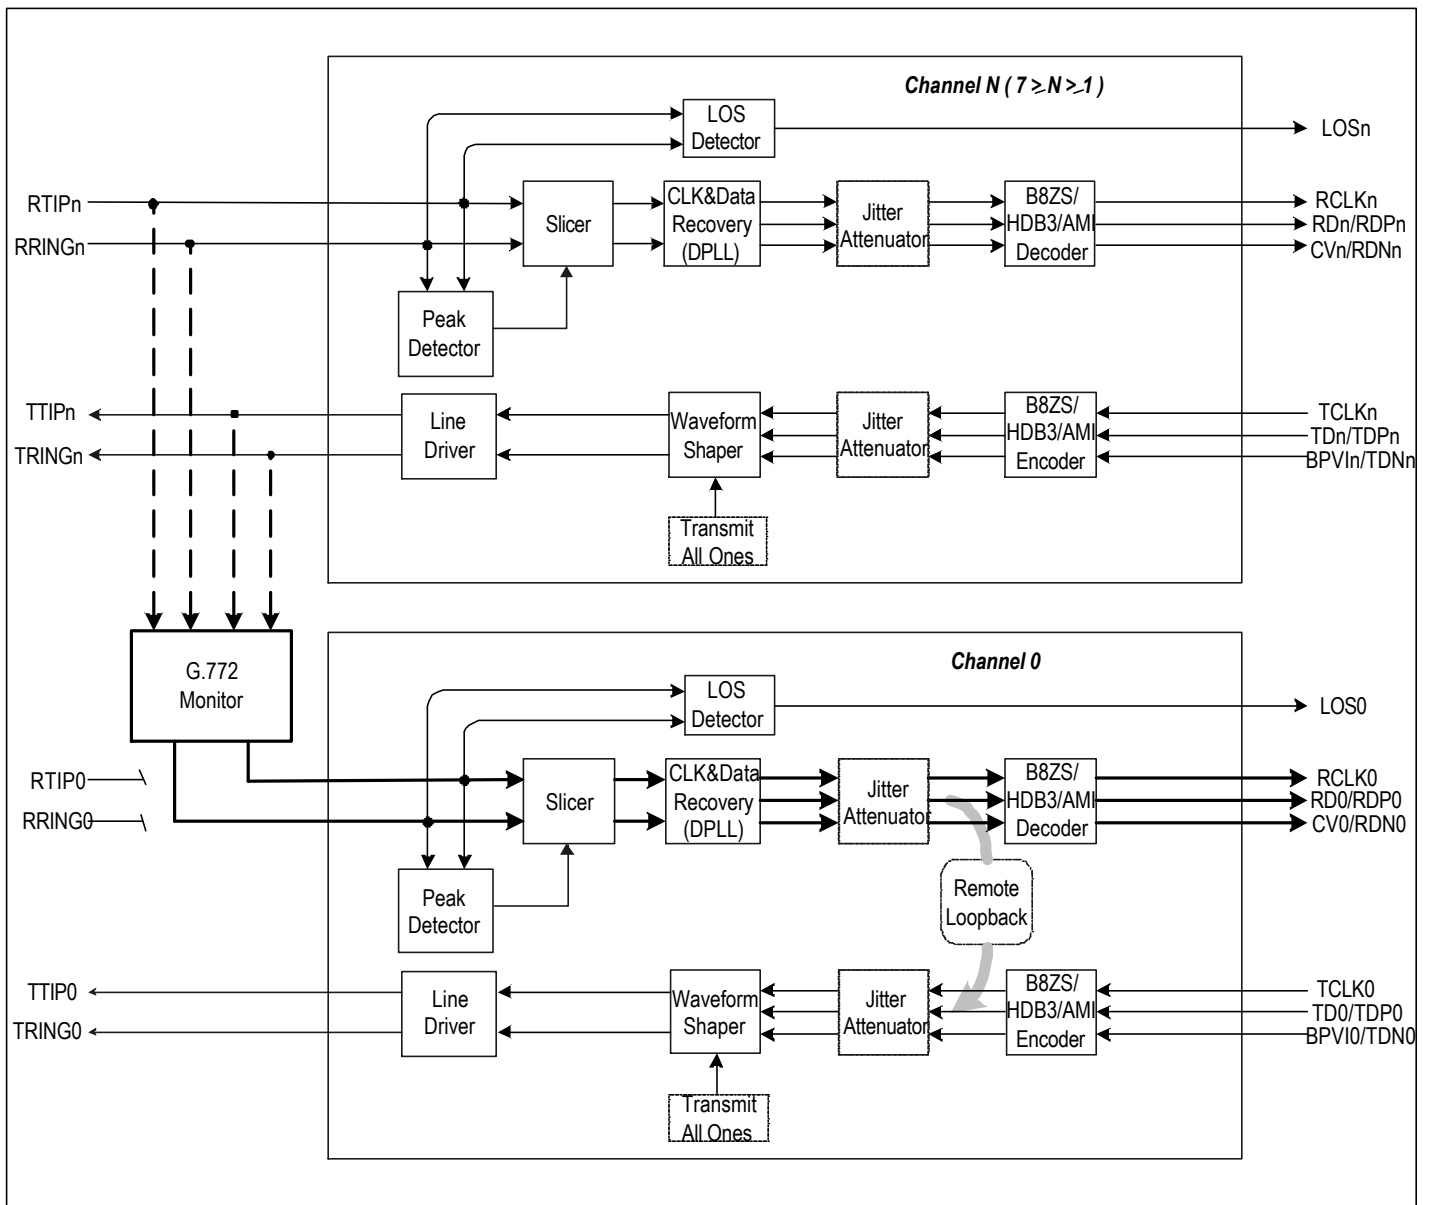 Channel N ( 7 ≥ N ≥ 1 )
LOS
Detector
LOSn
RTIPn
RRINGn
Slicer
CLK&Data
Recovery
(DPLL)
Jitter
Attenuator
B8ZS/
HDB3/AMI
Decoder
RCLKn
RDn/RDPn
CVn/RDNn
Peak
Detector
TTIPn
TRINGn
Line
Driver
Waveform
Shaper
Jitter
Attenuator
B8ZS/
HDB3/AMI
Encoder
TCLKn
TDn/TDPn
BPVIn/TDNn
Transmit
All Ones
G.772
Monitor
Channel 0
LOS
Detector
LOS0
RTIP0
RRING0
Slicer
CLK&Data
Recovery
(DPLL)
Jitter
Attenuator
B8ZS/
HDB3/AMI
Decoder
RCLK0
RD0/RDP0
CV0/RDN0
Peak
Detector
Remote
Loopback
TTIP0
TRING0
Line
Driver
Waveform
Shaper
Jitter
Attenuator
B8ZS/
HDB3/AMI
Encoder
TCLK0
TD0/TDP0
BPVI0/TDN0
Transmit
All Ones